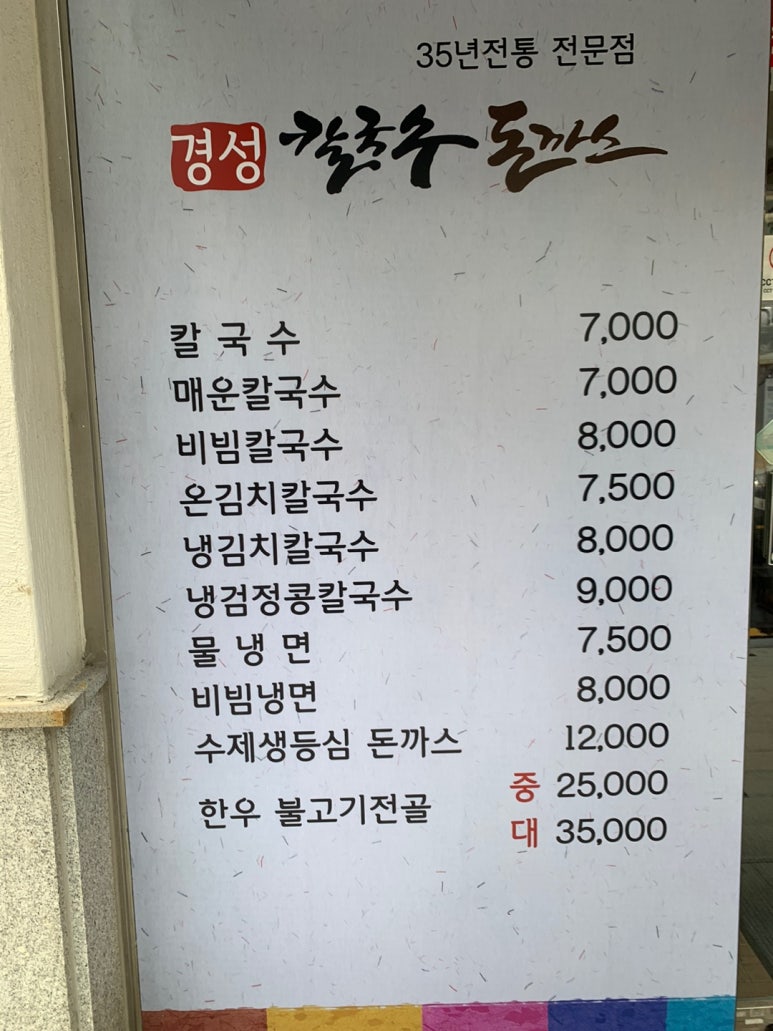 35년전통 전문점
경성 칼국수 돈까스
칼 국 수 7,000
매운칼국수 7,000
비빔칼국수 8,000
온김치칼국수 7,500
냉김치칼국수 8,000
냉검정콩칼국수 9,000
물 냉 면 7,500
비빔냉면 8,000
수제생등심 돈까스 12,000
한우 불고기전골 중 25,000
대 35,000